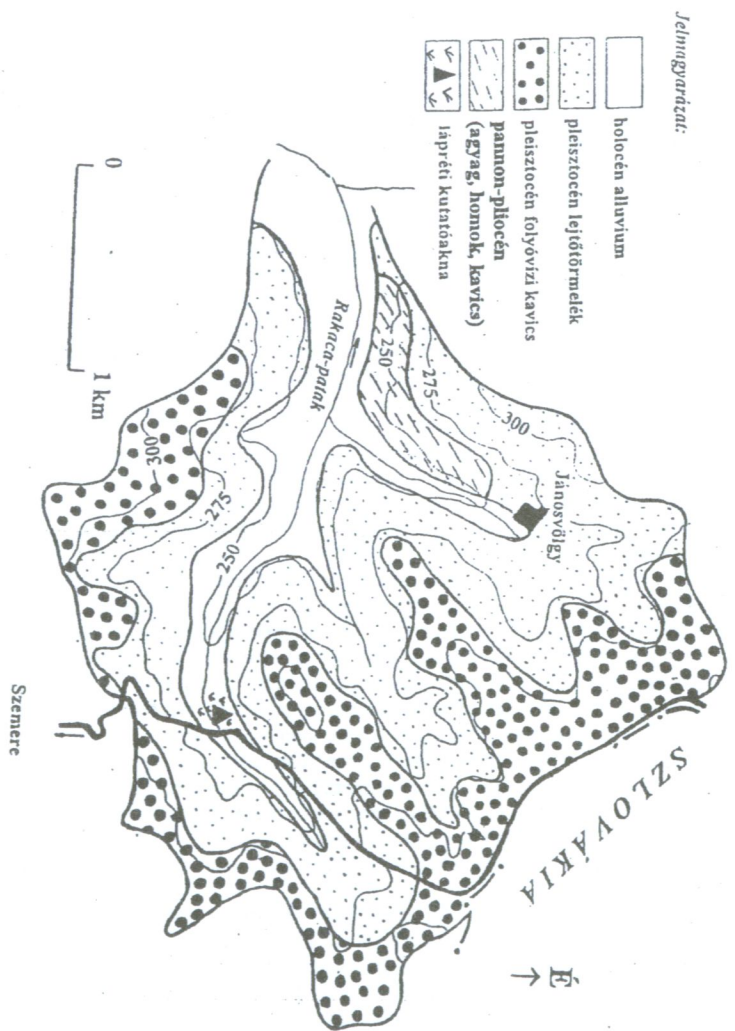 Jelmagyarázat:
holocén alluvium
pleisztocén lejtőtörmelék
pleisztocén folyóvízi kavics
pannon-pliocén
(agyag, homok, kavics)
lápréti kutatóakna
0
1 km
Rakaca-patak
250
275
300
Jánosvölgy
300
275
250
Szemere
SZLOVÁKIA
É